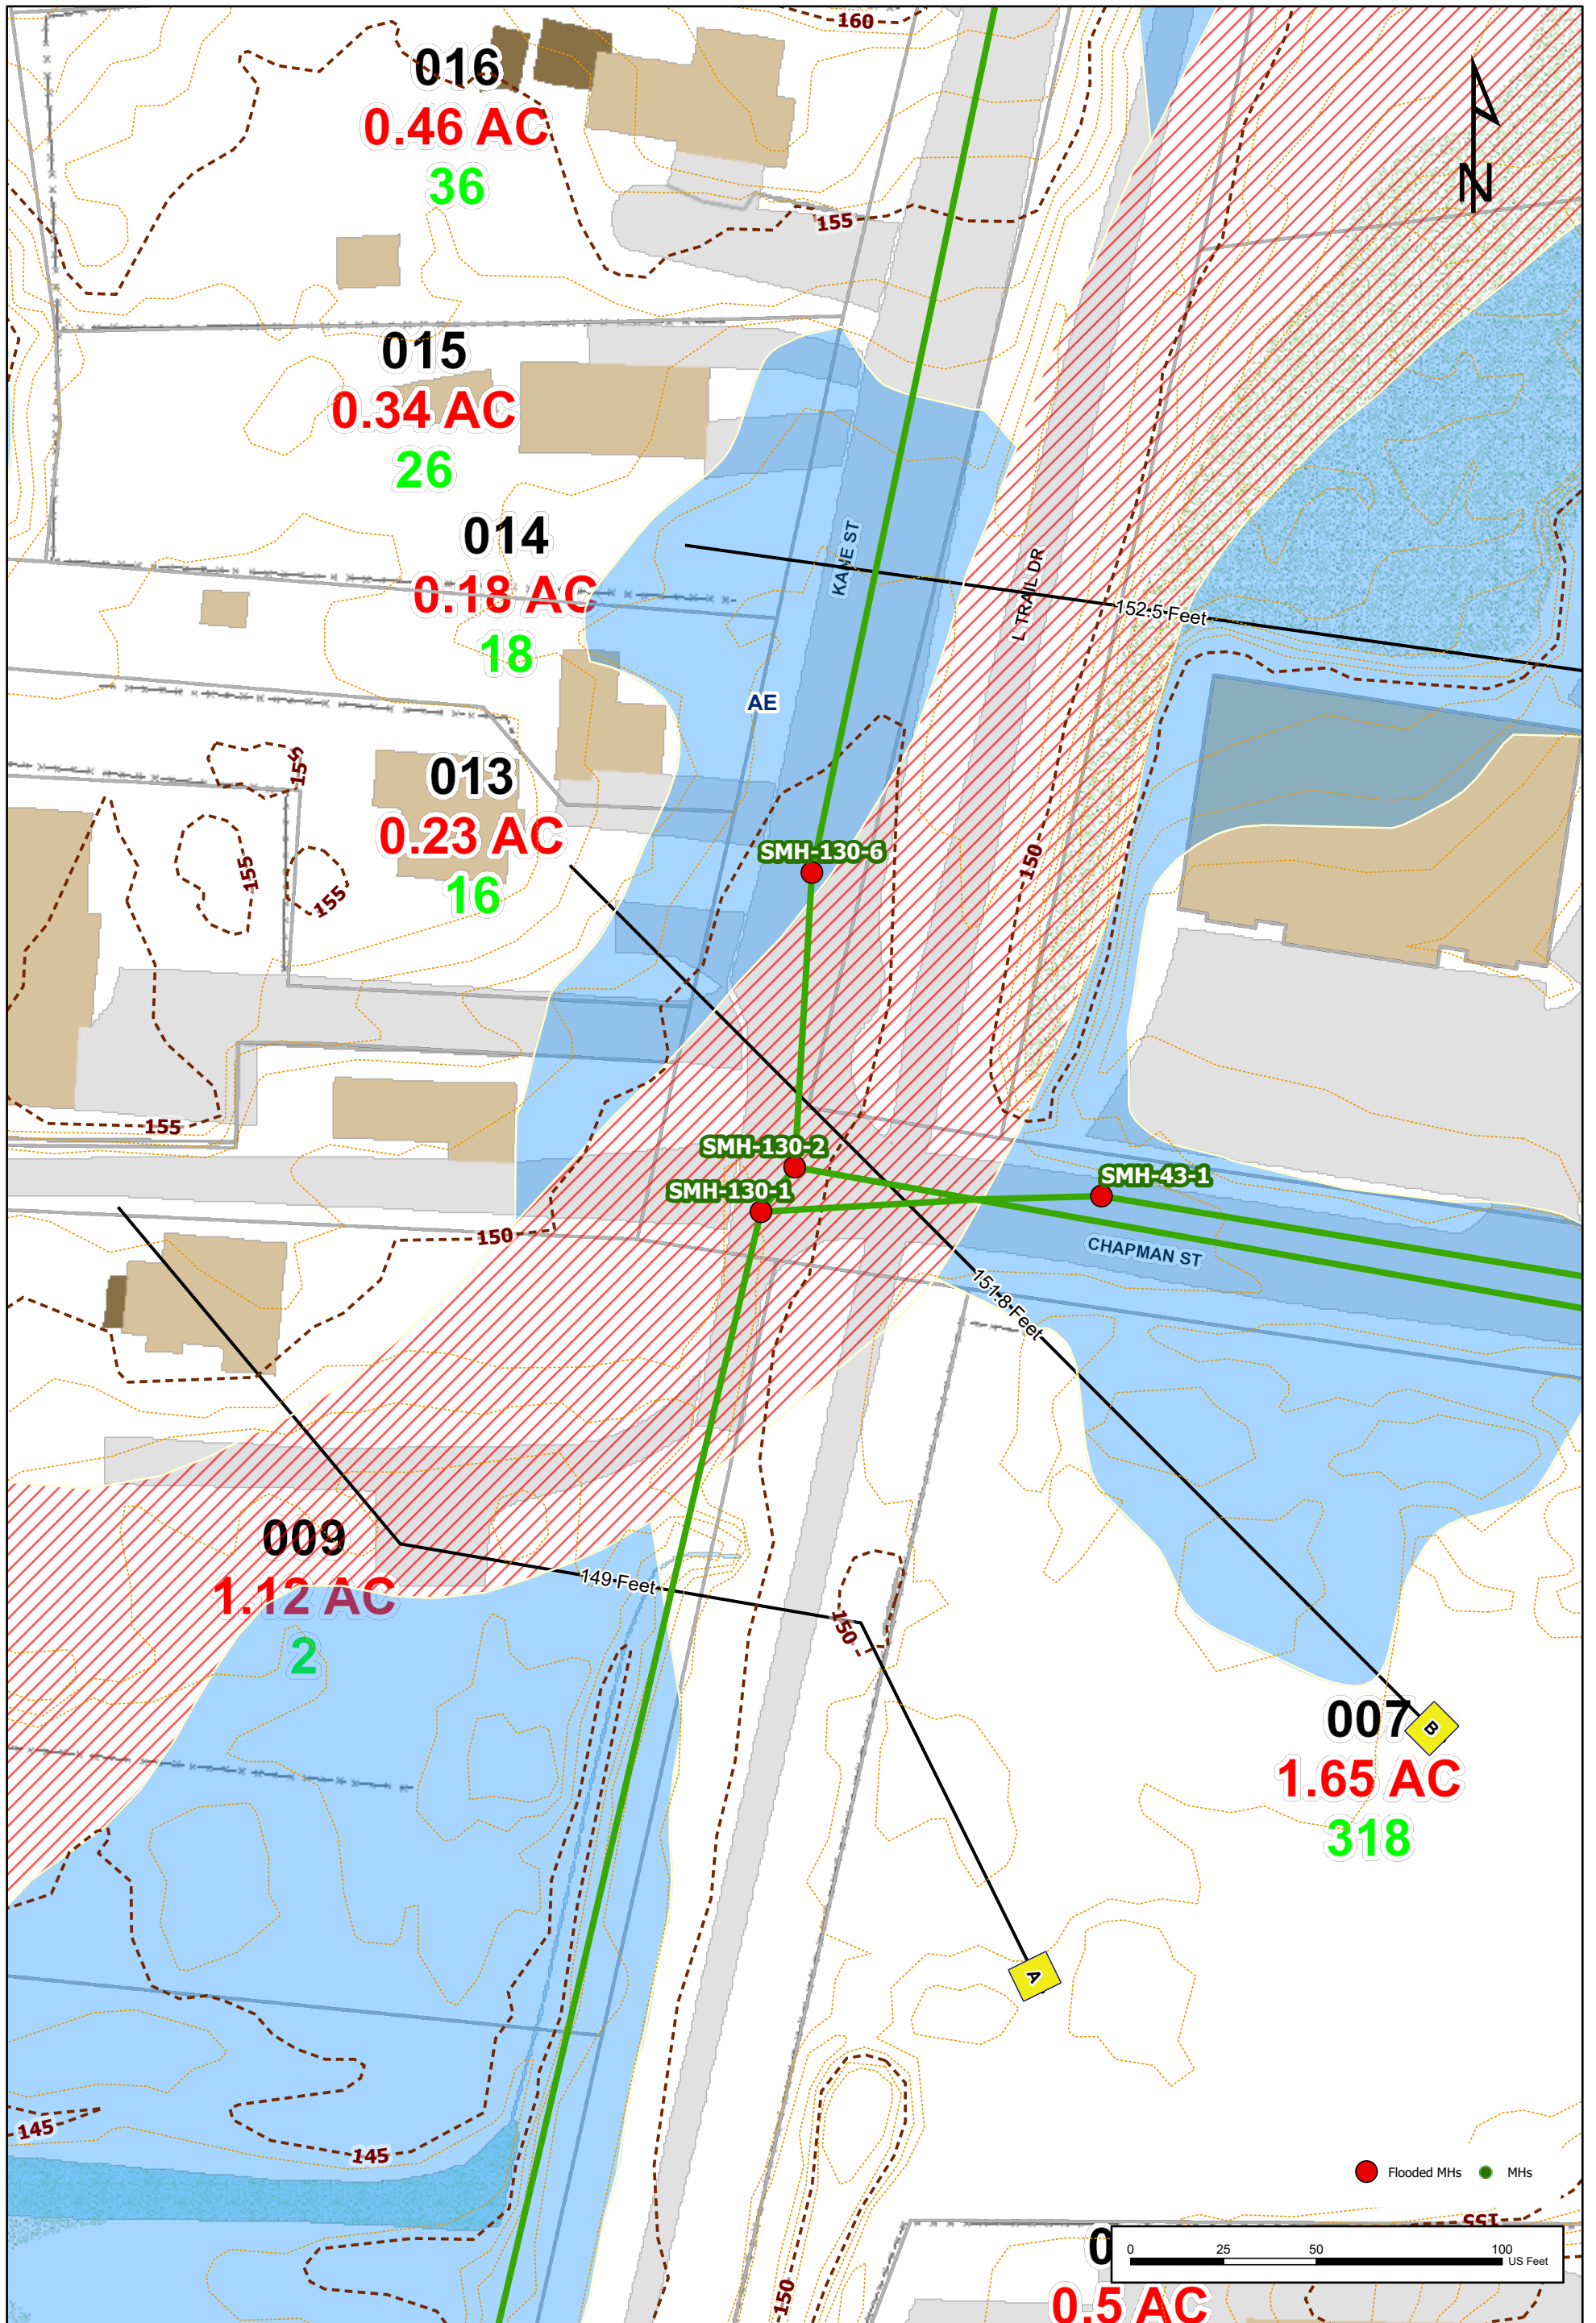 160
016
0.46 AC
36
N
155
015
0.34 AC
26
014
0.18 AC
18
KANE ST
L TRAIL DR
152.5 Feet
AE
155
013
0.23 AC
16
SMH-130-6
150
155
155
155
SMH-130-2
SMH-130-1
SMH-43-1
150
CHAPMAN ST
151.8 Feet
009
1.12 AC
2
149 Feet
150
007
B
1.65 AC
318
A
145
145
Flooded MHs
MHs
155
0
0 25 50 100
US Feet
150
0.5 AC